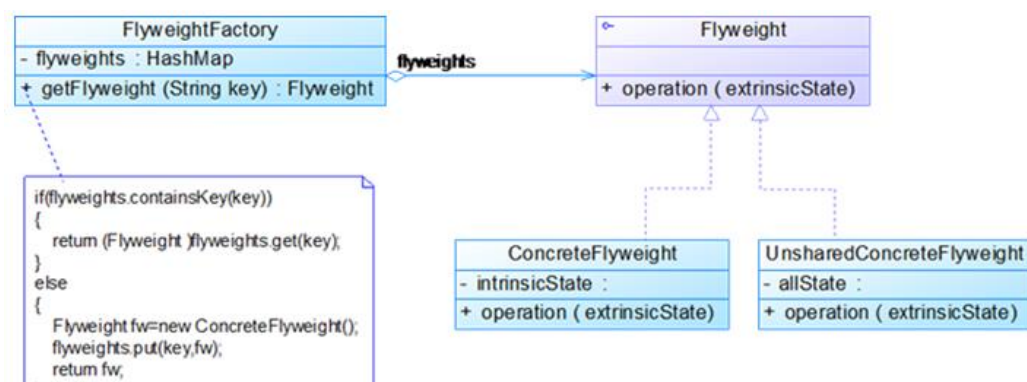 FlyweightFactory
- flyweights : HashMap
+ getFlyweight (String key) : Flyweight
flyweights
Flyweight
+ operation ( extrinsicState)
if(flyweights.containsKey(key))
{
return (Flyweight )flyweights.get(key);
}
else
{
Flyweight fw=new ConcreteFlyweight();
flyweights.put(key,fw);
return fw;
ConcreteFlyweight
- intrinsicState :
+ operation ( extrinsicState)
UnsharedConcreteFlyweight
- allState :
+ operation ( extrinsicState)